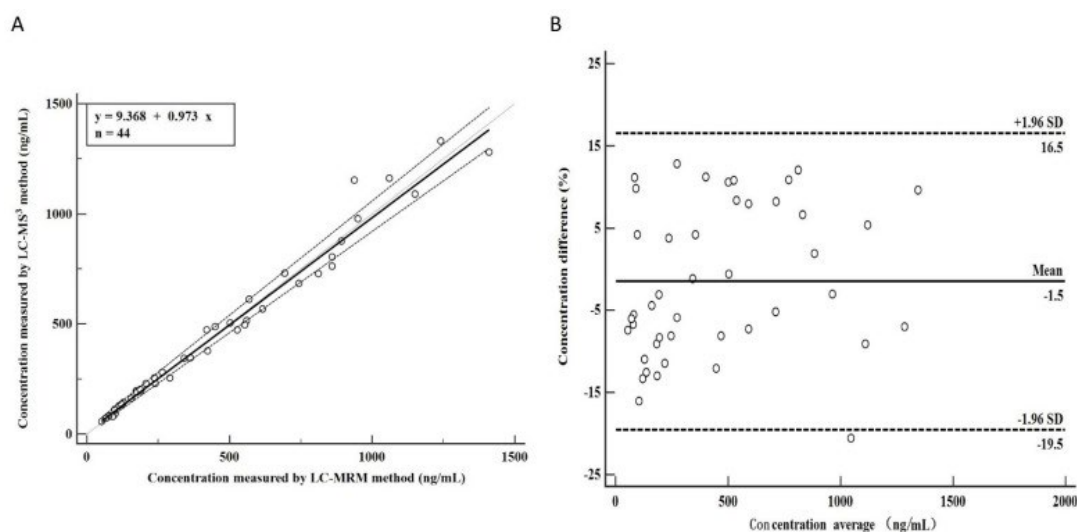 A
B
y = 9.368 + 0.973 x
n = 44
Concentration measured by LC-MS³ method (ng/mL)
1500
1000
500
0
0
500
1000
1500
Concentration measured by LC-MRM method (ng/mL)
Concentration difference (%)
25
15
5
-5
-15
-25
+1.96 SD
16.5
Mean
-1.5
-1.96 SD
-19.5
0
500
1000
1500
2000
Concentration average (ng/mL)